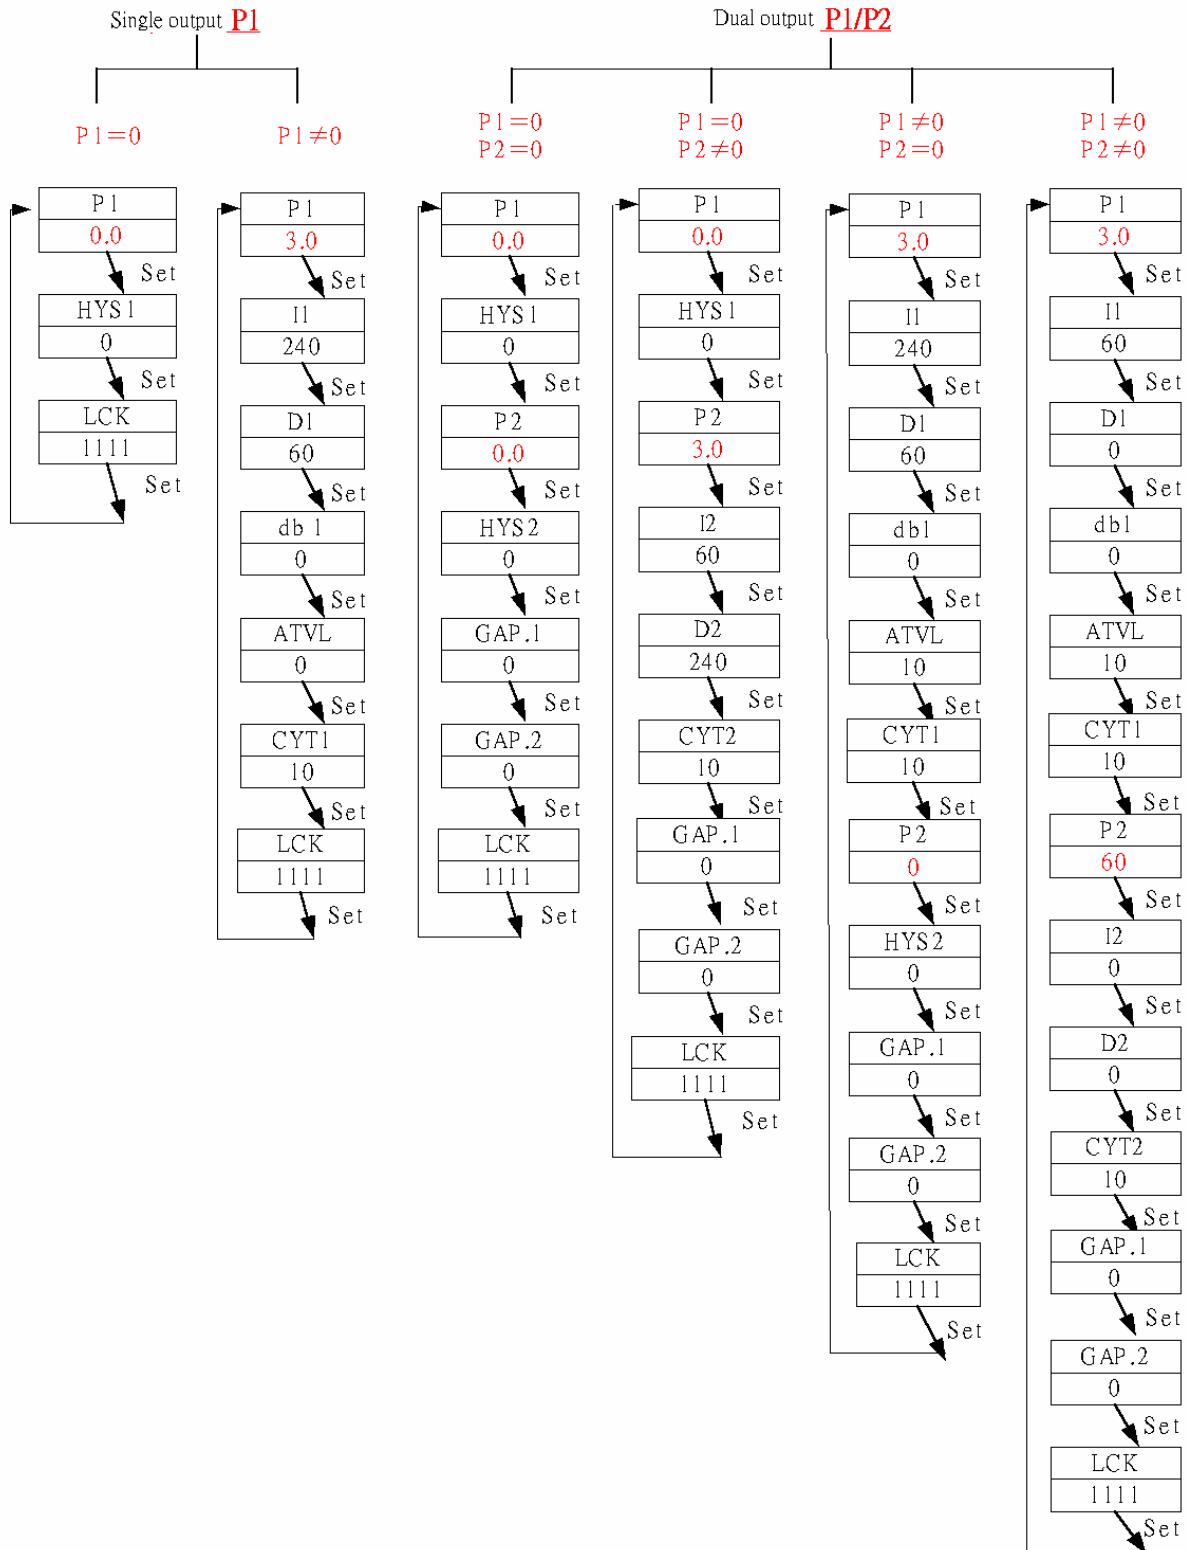 Single output P1
P1=0
P1≠0
P1
0.0
Set
HYS1
0
Set
LCK
1111
Set
P1
3.0
Set
I1
240
Set
D1
60
Set
db 1
0
Set
ATVL
0
Set
CYT1
10
Set
LCK
1111
Set
Dual output P1/P2
P1=0
P2=0
P1=0
P2≠0
P1≠0
P2=0
P1≠0
P2≠0
P1
0.0
Set
HYS1
0
Set
P2
0.0
Set
HYS2
0
Set
GAP.1
0
Set
GAP.2
0
Set
LCK
1111
Set
P1
0.0
Set
HYS1
0
Set
P2
3.0
Set
I2
60
Set
D2
240
Set
CYT2
10
Set
GAP.1
0
Set
GAP.2
0
Set
LCK
1111
Set
P1
3.0
Set
I1
240
Set
D1
60
Set
db1
0
Set
ATVL
10
Set
CYT1
10
Set
P2
0
Set
HYS2
0
Set
GAP.1
0
Set
GAP.2
0
Set
LCK
1111
Set
P1
3.0
Set
I1
60
Set
D1
0
Set
db1
0
Set
ATVL
10
Set
CYT1
10
Set
P2
60
Set
I2
0
Set
D2
0
Set
CYT2
10
Set
GAP.1
0
Set
GAP.2
0
Set
LCK
1111
Set